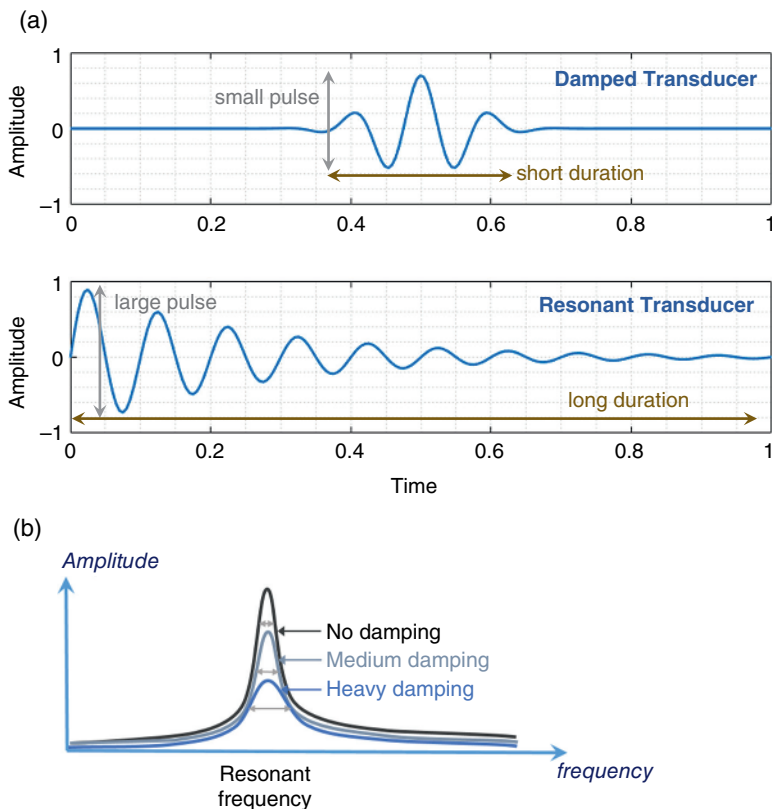 (a)
1
0
−1
Amplitude
small pulse
Damped Transducer
short duration
0 0.2 0.4 0.6 0.8 1
1
0
−1
Amplitude
large pulse
Resonant Transducer
long duration
0 0.2 0.4 0.6 0.8 1
Time
(b)
Amplitude
No damping
Medium damping
Heavy damping
Resonant
frequency
frequency